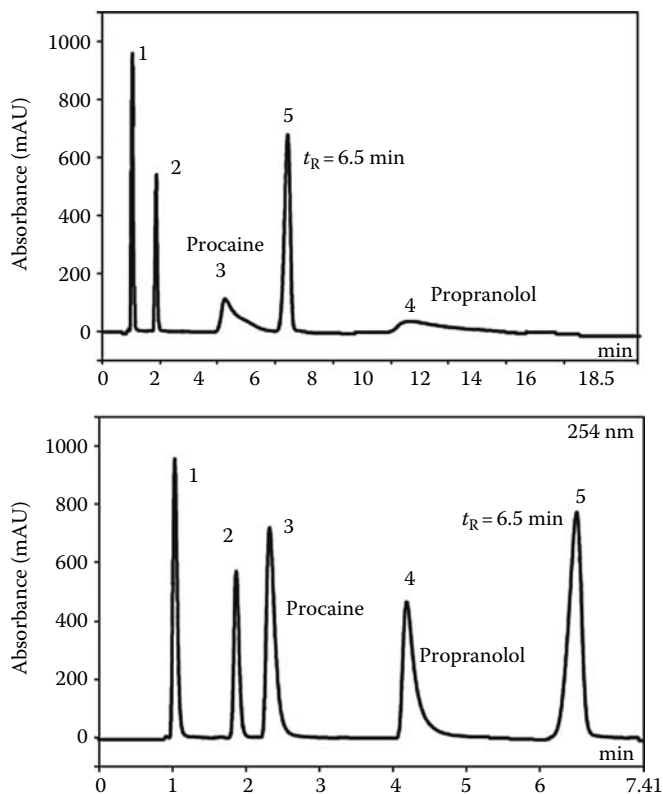 Absorbance (mAU)
1000
800
600
400
200
0
1
2
Procaine
3
5
tR = 6.5 min
4
Propranolol
min
0 2 4 6 8 10 12 14 16 18.5
Absorbance (mAU)
1000
800
600
400
200
0
254 nm
1
2
3
Procaine
4
Propranolol
5
tR = 6.5 min
min
0 1 2 3 4 5 6 7.41